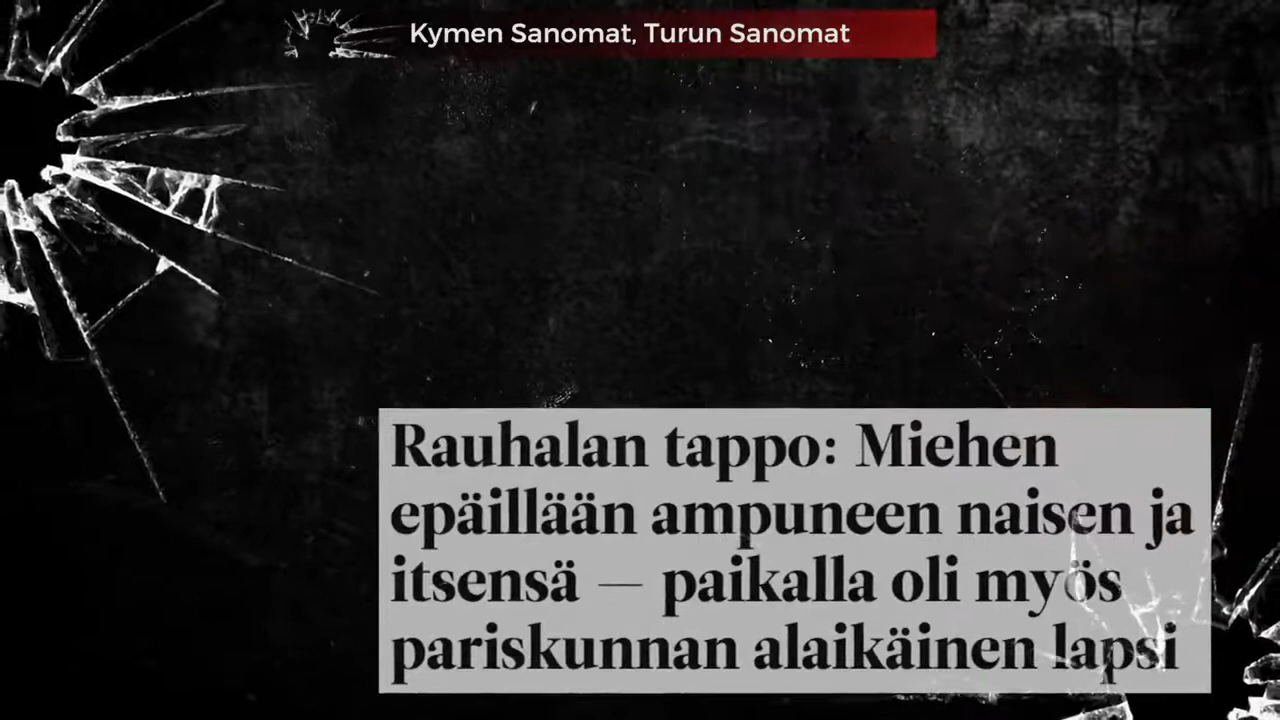 Kymen Sanomat, Turun Sanomat
Rauhalan tappo: Miehen
epäillään ampuneen naisen ja
itsensä — paikalla oli myös
pariskunnan alaikäinen lapsi